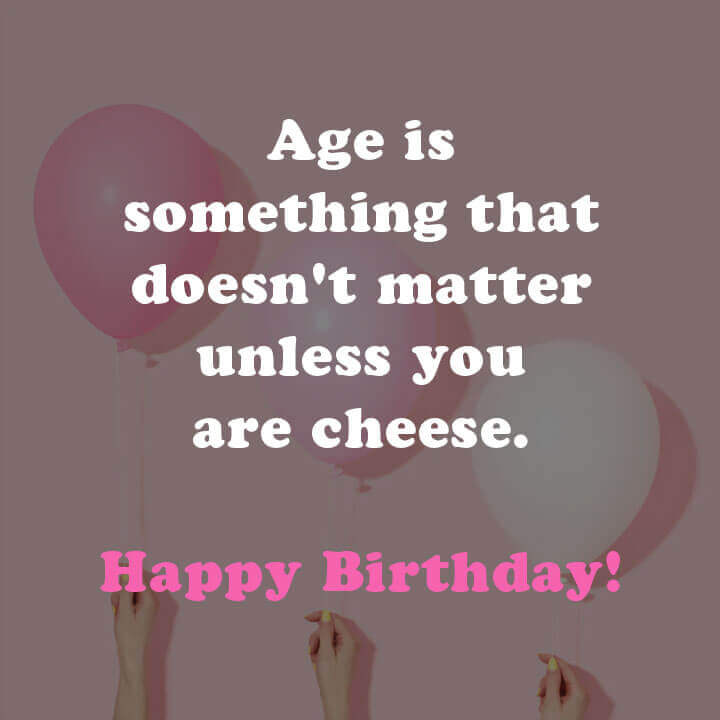 Age is
something that
doesn't matter
unless you
are cheese.
Happy Birthday!